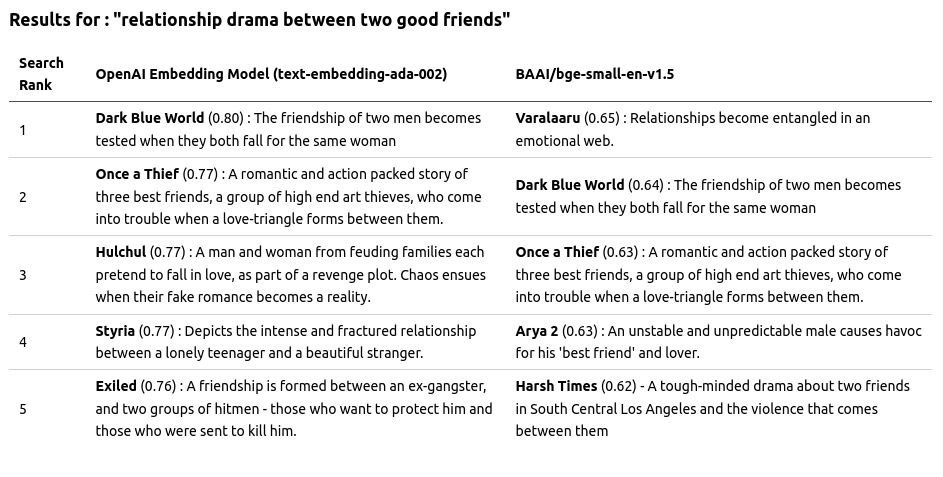 Results for : "relationship drama between two good friends"
Search
Rank
OpenAI Embedding Model (text-embedding-ada-002)
BAAI/bge-small-en-v1.5
1
Dark Blue World (0.80) : The friendship of two men becomes
tested when they both fall for the same woman
Varalaaru (0.65) : Relationships become entangled in an
emotional web.
2
Once a Thief (0.77) : A romantic and action packed story of
three best friends, a group of high end art thieves, who come
into trouble when a love-triangle forms between them.
Dark Blue World (0.64) : The friendship of two men becomes
tested when they both fall for the same woman
3
Hulchul (0.77) : A man and woman from feuding families each
pretend to fall in love, as part of a revenge plot. Chaos ensues
when their fake romance becomes a reality.
Once a Thief (0.63) : A romantic and action packed story of
three best friends, a group of high end art thieves, who come
into trouble when a love-triangle forms between them.
4
Styria (0.77) : Depicts the intense and fractured relationship
between a lonely teenager and a beautiful stranger.
Arya 2 (0.63) : An unstable and unpredictable male causes havoc
for his 'best friend' and lover.
5
Exiled (0.76) : A friendship is formed between an ex-gangster,
and two groups of hitmen - those who want to protect him and
those who were sent to kill him.
Harsh Times (0.62) - A tough-minded drama about two friends
in South Central Los Angeles and the violence that comes
between them